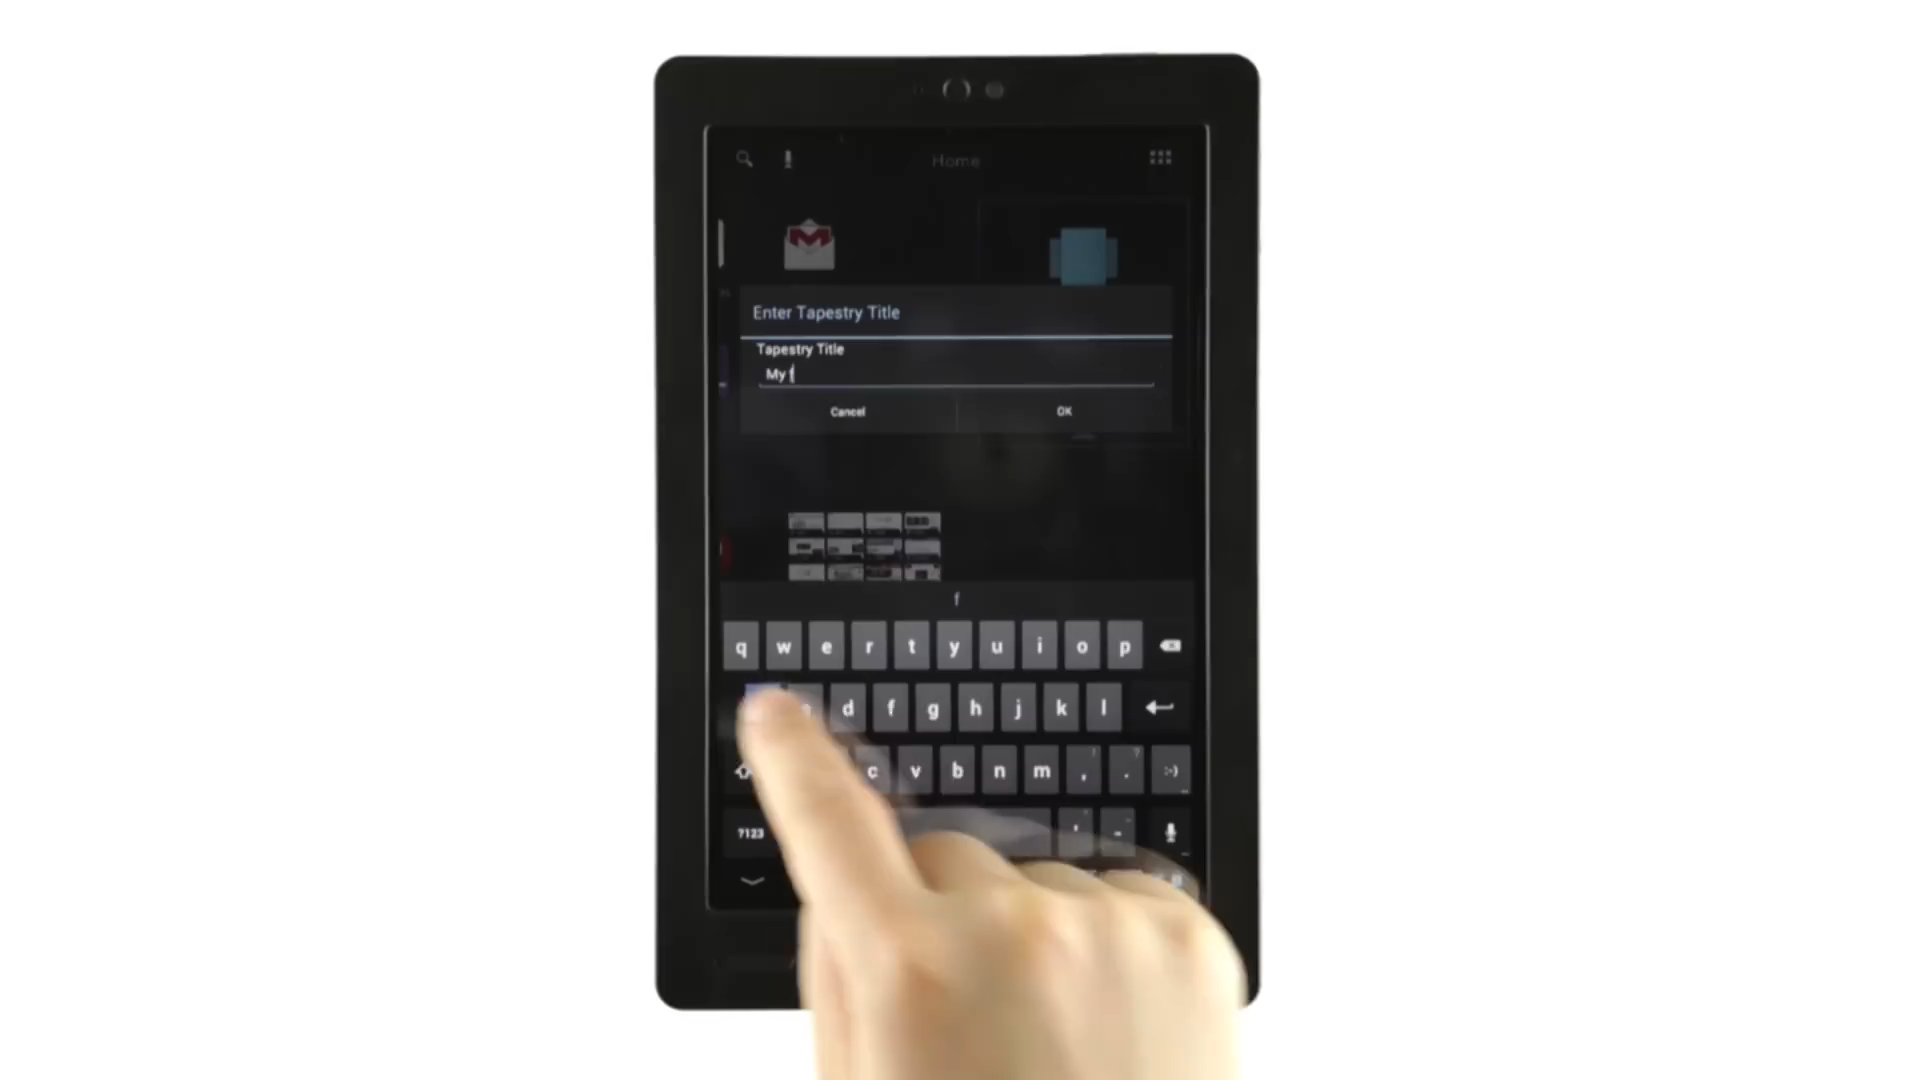 Home
Enter Tapestry Title
Tapestry Title
My f
Cancel OK
f
q w e r t y u i o p
d f g h j k l
c v b n m , ! . ? :-)
?123 ' -